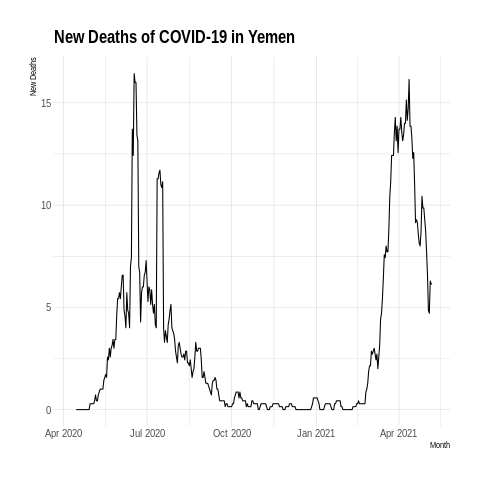 New Deaths of COVID-19 in Yemen
New Deaths
15
10
5
0
Apr 2020
Jul 2020
Oct 2020
Jan 2021
Apr 2021
Month